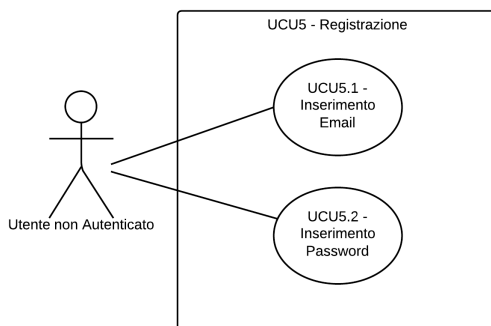 UCU5 - Registrazione
UCU5.1 -
Inserimento
Email
Utente non Autenticato
UCU5.2 -
Inserimento
Password